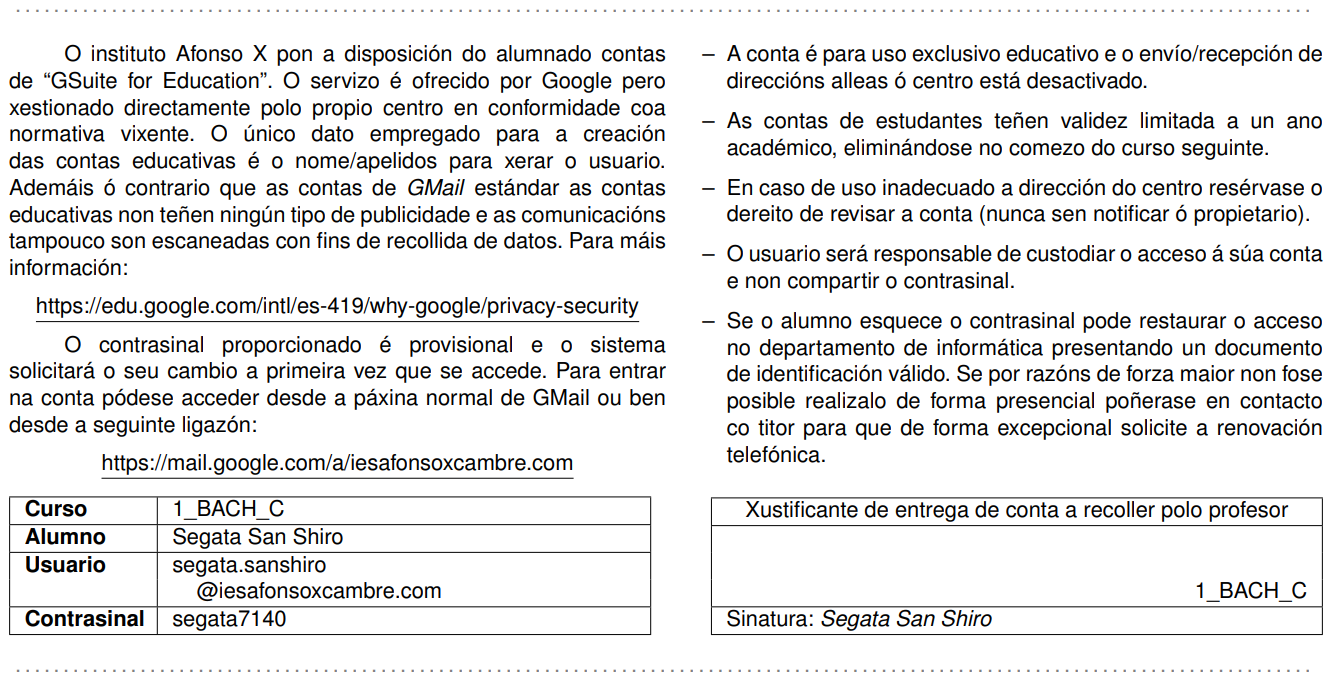 O instituto Afonso X pon a disposición do alumnado contas
de “GSuite for Education”. O servizo é ofrecido por Google pero
xestionado directamente polo propio centro en conformidade coa
normativa vixente. O único dato empregado para a creación
das contas educativas é o nome/apelidos para xerar o usuario.
Ademáis ó contrario que as contas de GMail estándar as contas
educativas non teñen ningún tipo de publicidade e as comunicacións
tampouco son escaneadas con fins de recollida de datos. Para máis
información:
https://edu.google.com/intl/es-419/why-google/privacy-security
O contrasinal proporcionado é provisional e o sistema
solicitará o seu cambio a primeira vez que se accede. Para entrar
na conta pódese acceder desde a páxina normal de GMail ou ben
desde a seguinte ligazón:
https://mail.google.com/a/iesafonsoxcambre.com
Curso 1_BACH_C
Alumno Segata San Shiro
Usuario segata.sanshiro
@iesafonsoxcambre.com
Contrasinal segata7140
– A conta é para uso exclusivo educativo e o envío/recepción de
direccións alleas ó centro está desactivado.
– As contas de estudantes teñen validez limitada a un ano
académico, eliminándose no comezo do curso seguinte.
– En caso de uso inadecuado a dirección do centro resérvase o
dereito de revisar a conta (nunca sen notificar ó propietario).
– O usuario será responsable de custodiar o acceso á súa conta
e non compartir o contrasinal.
– Se o alumno esquece o contrasinal pode restaurar o acceso
no departamento de informática presentando un documento
de identificación válido. Se por razóns de forza maior non fose
posible realizalo de forma presencial poñerase en contacto
co titor para que de forma excepcional solicite a renovación
telefónica.
Xustificante de entrega de conta a recoller polo profesor
1_BACH_C
Sinatura: Segata San Shiro